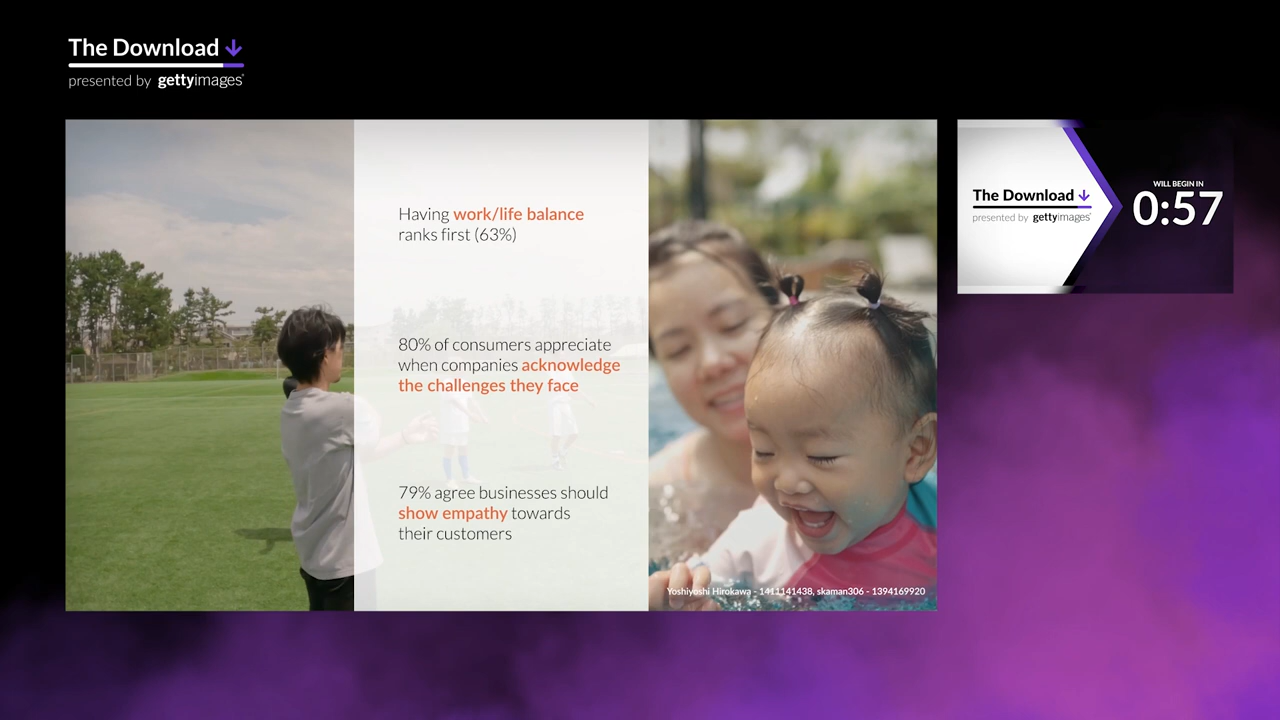 The Download
presented by gettyimages®
Having work/life balance
ranks first (63%)
80% of consumers appreciate
when companies acknowledge
the challenges they face
79% agree businesses should
show empathy towards
their customers
Yoshiyoshi Hirokawa - 1411141438, skaman306 - 1394169920
The Download
presented by gettyimages®
WILL BEGIN IN
0:57